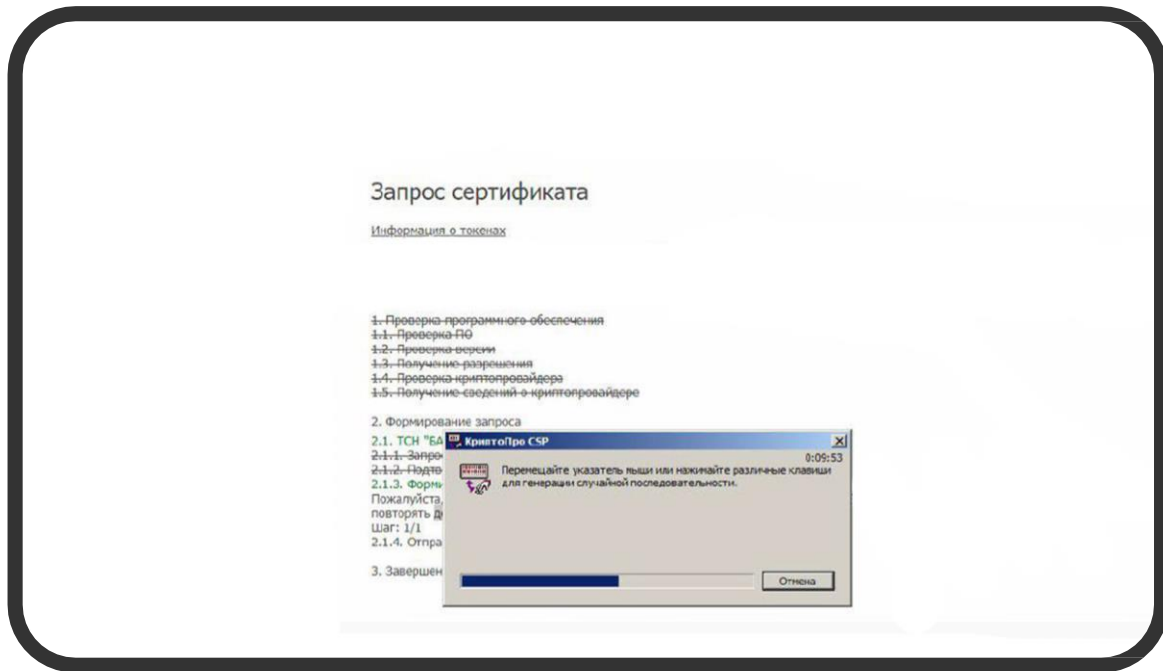 Запрос сертификата
Информация о токенах
1. Проверка программного обеспечения
1.1. Проверка ПО
1.2. Проверка версии
1.3. Получение разрешения
1.4. Проверка криптопровайдера
1.5. Получение сведений о криптопровайдере
2. Формирование запроса
2.1. ТСН "БА
2.1.1. Запро
2.1.2. Подто
2.1.3. Форми
Пожалуйста,
повторять д
Шаг: 1/1
2.1.4. Отпра
3. Завершен
КриптоПро CSP
0:09:53
Перемещайте указатель мыши или нажимайте различные клавиши
для генерации случайной последовательности.
Отмена